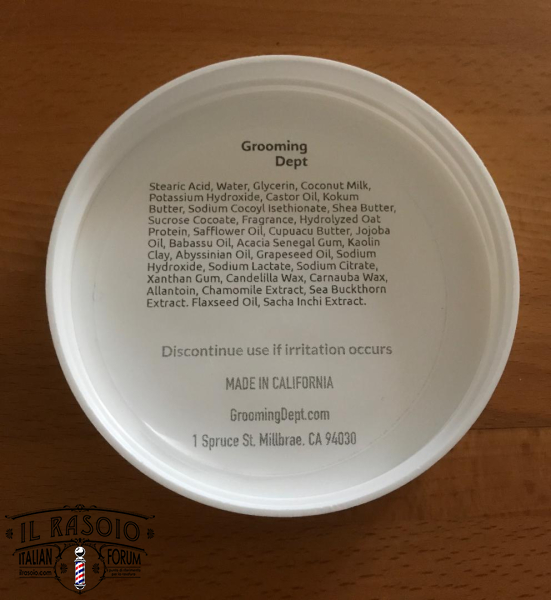 Grooming
Dept
Stearic Acid, Water, Glycerin, Coconut Milk,
Potassium Hydroxide, Castor Oil, Kokum
Butter, Sodium Cocoyl Isethionate, Shea Butter,
Sucrose Cocoate, Fragrance, Hydrolyzed Oat
Protein, Safflower Oil, Cupuacu Butter, Jojoba
Oil, Babassu Oil, Acacia Senegal Gum, Kaolin
Clay, Abyssinian Oil, Grapeseed Oil, Sodium
Hydroxide, Sodium Lactate, Sodium Citrate,
Xanthan Gum, Candelilla Wax, Carnauba Wax,
Allantoin, Chamomile Extract, Sea Buckthorn
Extract. Flaxseed Oil, Sacha Inchi Extract.
Discontinue use if irritation occurs
MADE IN CALIFORNIA
GroomingDept.com
1 Spruce St, Millbrae. CA 94030
IL RASOIO
ITALIAN FORUM
ilrasoio.com